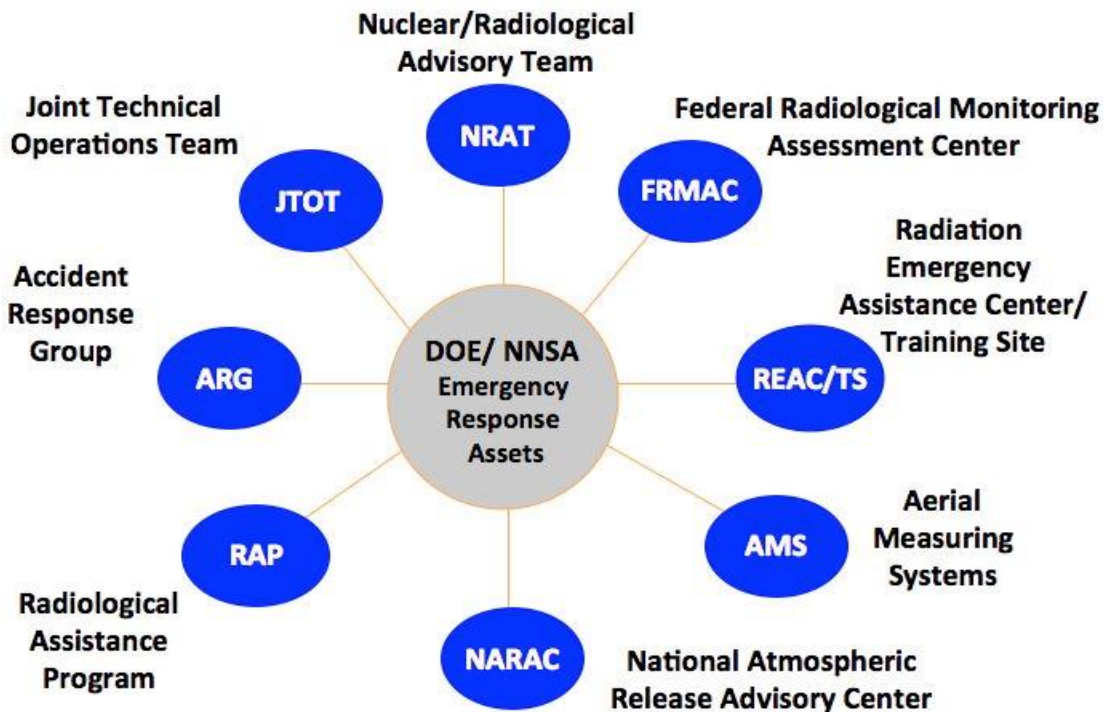 Nuclear/Radiological
Advisory Team
NRAT
Joint Technical
Operations Team
JTOT
Federal Radiological Monitoring
Assessment Center
FRMAC
Accident
Response
Group
ARG
DOE/ NNSA
Emergency
Response
Assets
Radiation
Emergency
Assistance Center/
Training Site
REAC/TS
RAP
Radiological
Assistance
Program
AMS
Aerial
Measuring
Systems
NARAC
National Atmospheric
Release Advisory Center